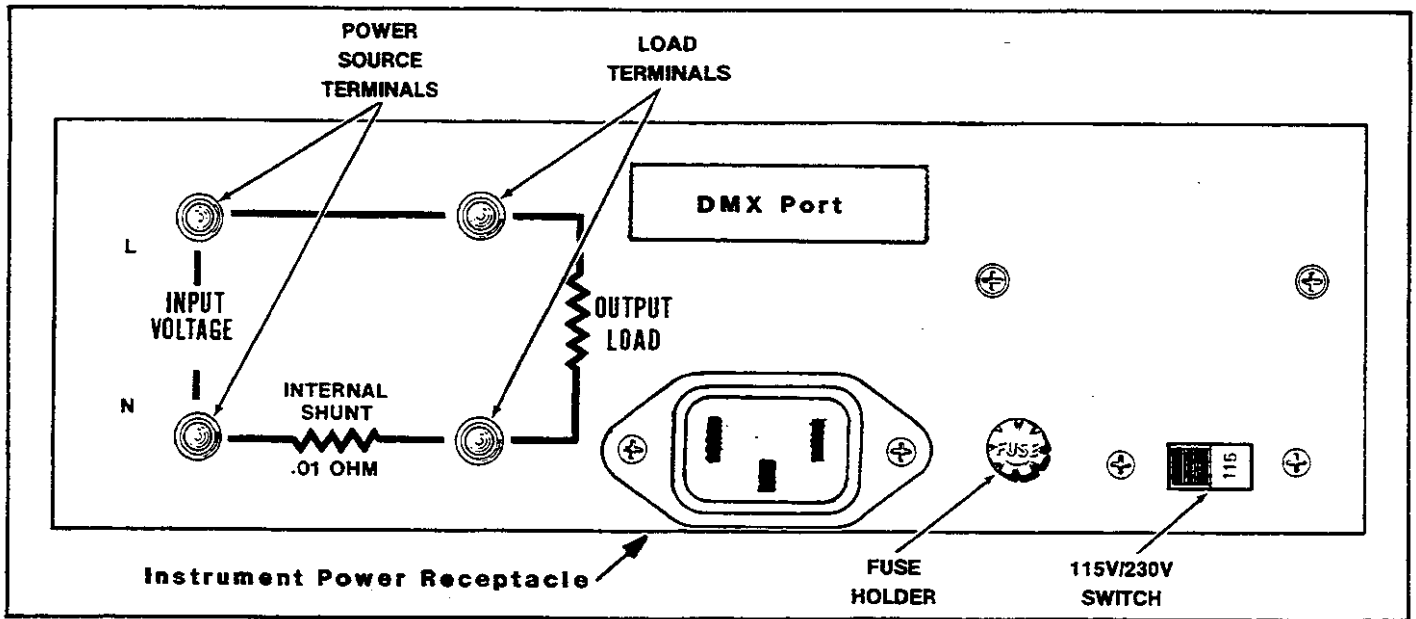 POWER
SOURCE
TERMINALS
LOAD
TERMINALS
DMX Port
L
INPUT
VOLTAGE
OUTPUT
LOAD
N
INTERNAL
SHUNT
.01 OHM
FUSE
115
Instrument Power Receptacle
FUSE
HOLDER
115V/230V
SWITCH